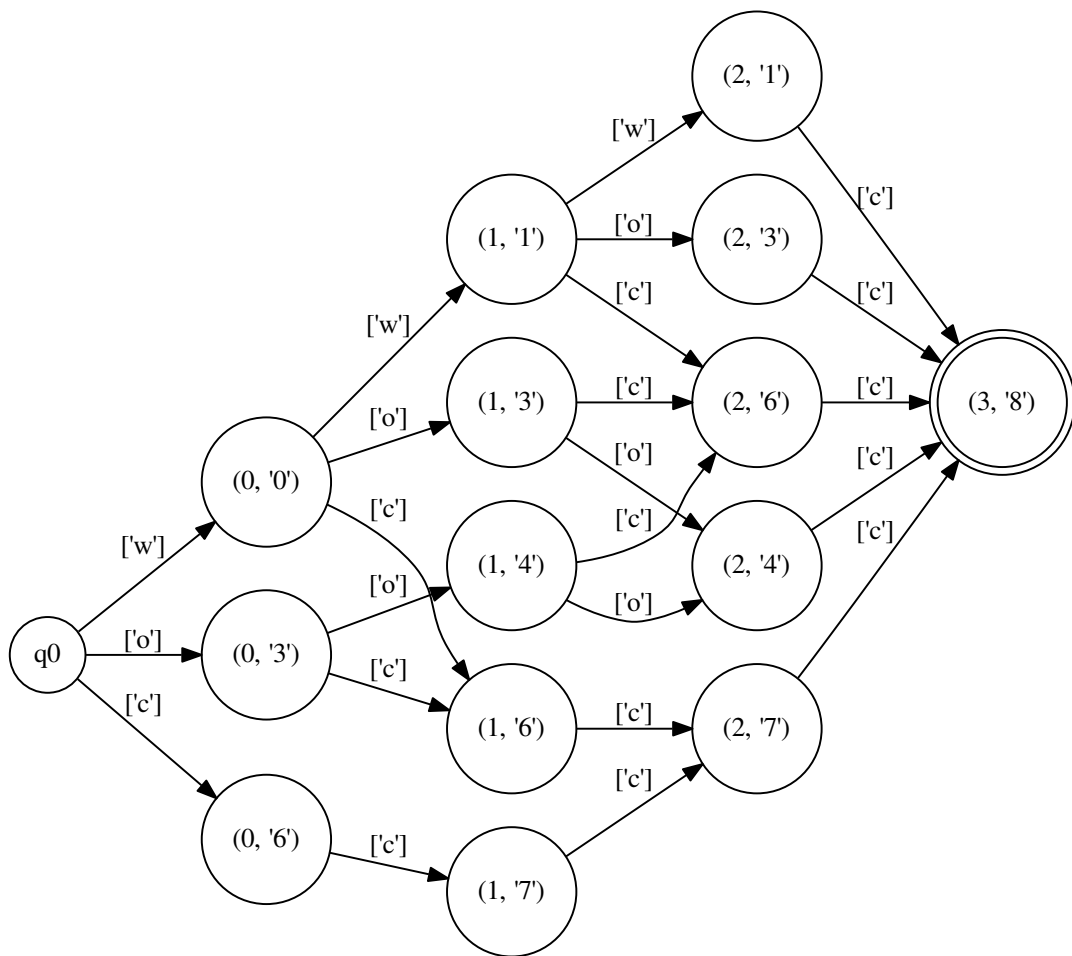 (2, '1')
['w']
['c']
(1, '1')
['o']
(2, '3')
['c']
['c']
['w']
(1, '3')
['c']
(2, '6')
['c']
(3, '8')
['o']
['o']
['c']
(0, '0')
['c']
['c']
['c']
['w']
(1, '4')
(2, '4')
['o']
['o']
q0
['o']
(0, '3')
['c']
['c']
(1, '6')
['c']
(2, '7')
['c']
(0, '6')
['c']
(1, '7')